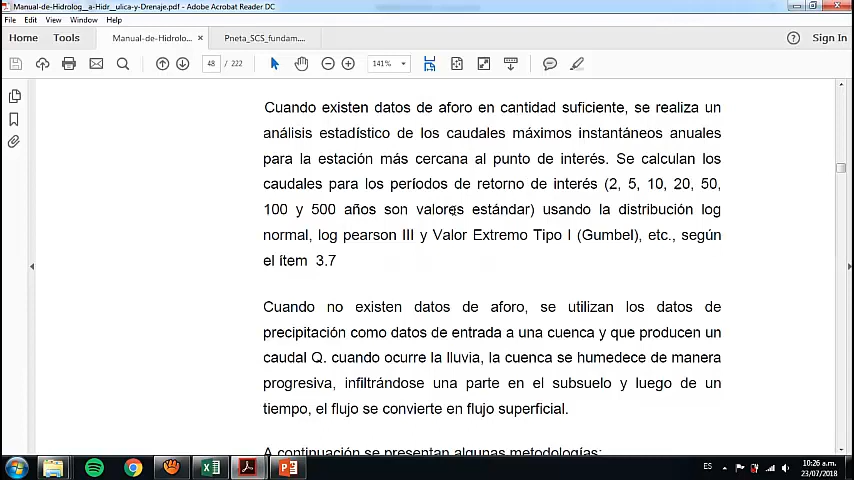 Manual-de-Hidrolog__a-Hidr__ulica-y-Drenaje.pdf - Adobe Acrobat Reader DC
File Edit View Window Help
Home Tools Manual-de-Hidrolo... × Pneta_SCS_fundam.... Sign In
48 / 222 141%
Cuando existen datos de aforo en cantidad suficiente, se realiza un
análisis estadístico de los caudales máximos instantáneos anuales
para la estación más cercana al punto de interés. Se calculan los
caudales para los períodos de retorno de interés (2, 5, 10, 20, 50,
100 y 500 años son valores estándar) usando la distribución log
normal, log pearson III y Valor Extremo Tipo I (Gumbel), etc., según
el ítem 3.7
Cuando no existen datos de aforo, se utilizan los datos de
precipitación como datos de entrada a una cuenca y que producen un
caudal Q. cuando ocurre la lluvia, la cuenca se humedece de manera
progresiva, infiltrándose una parte en el subsuelo y luego de un
tiempo, el flujo se convierte en flujo superficial.
A continuación se presentan algunas metodologías:
ES 10:26 a.m.
23/07/2018